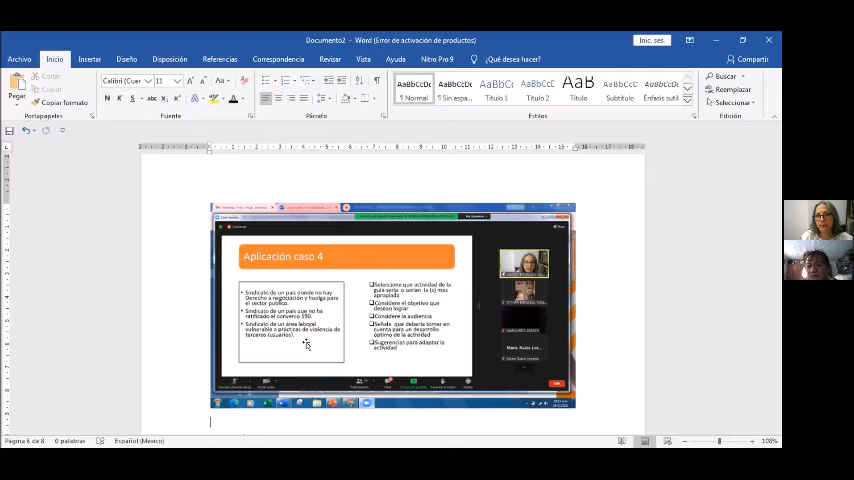 Documento2 - Word (Error de activación de productos)
Inic. ses.
Archivo Inicio Insertar Diseño Disposición Referencias Correspondencia Revisar Vista Ayuda Nitro Pro 9 ¿Qué desea hacer? Compartir
Pegar
Cortar
Copiar
Copiar formato
Portapapeles
Calibri (Cuer 11
N K S abc
Fuente
Párrafo
AaBbCcDc AaBbCcDc AaBbCc AaBbCcD AaB AaBbCcC AaBbCcDc
¶ Normal ¶ Sin espa... Título 1 Título 2 Título Subtítulo Énfasis sutil
Estilos
Buscar
Reemplazar
Seleccionar
Edición
Aplicación caso 4
• Sindicato de un país donde no hay
Derecho a negociación y huelga para
el sector público.
• Sindicato de un país que no ha
ratificado el convenio 190.
• Sindicato de un área laboral
vulnerable a prácticas de violencia de
terceros (usuarios).
❑Seleccione que actividad de la
guía sería o serían la (s) mas
apropiada
❑Considere el objetivo que
desean lograr
❑Considere la audiencia
❑Señale que debería tomar en
cuenta para un desarrollo
óptimo de la actividad
❑Sugerencias para adaptar la
actividad
Página 6 de 8 0 palabras Español (México) 108%